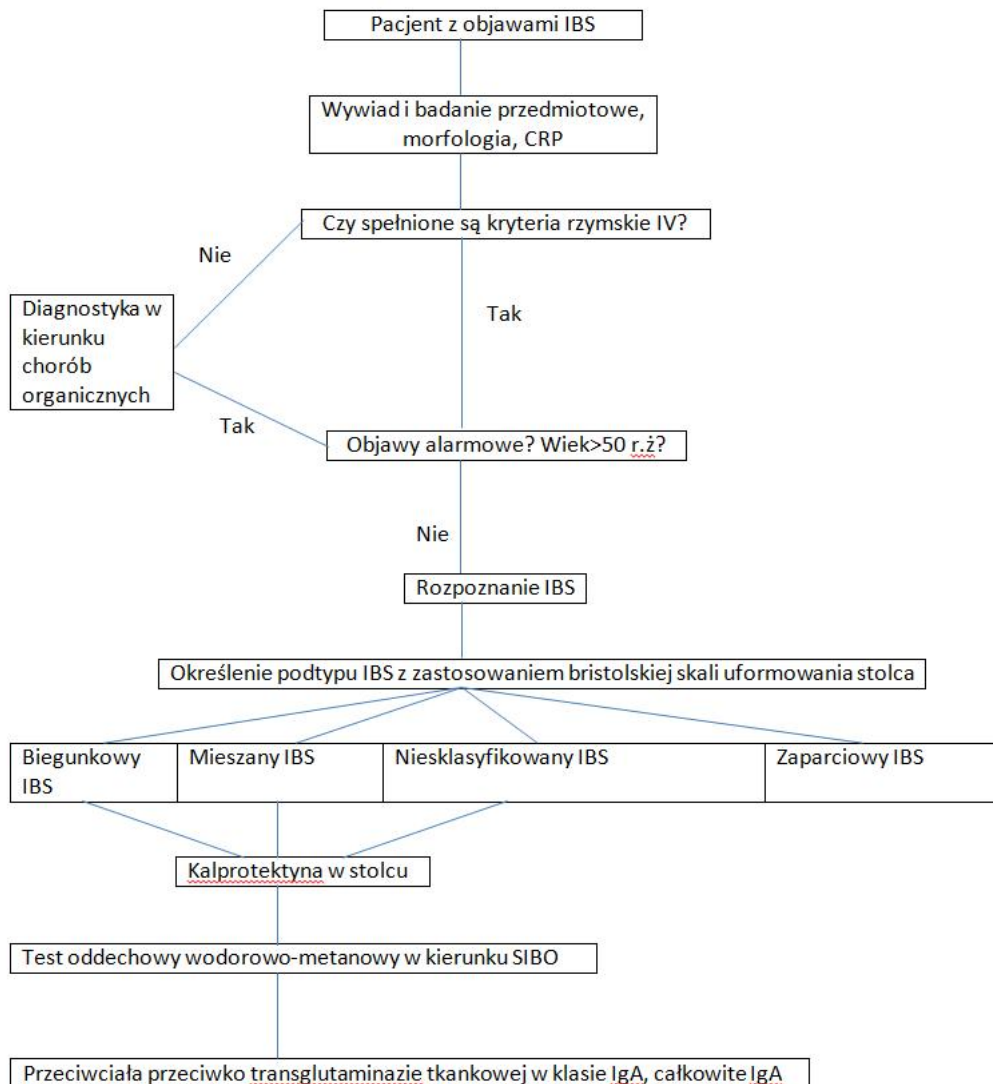 Pacjent z objawami IBS
Wywiad i badanie przedmiotowe,
morfologia, CRP
Czy spełnione są kryteria rzymskie IV?
Nie
Diagnostyka w
kierunku
chorób
organicznych
Tak
Tak
Objawy alarmowe? Wiek>50 r.ż?
Nie
Rozpoznanie IBS
Określenie podtypu IBS z zastosowaniem bristolskiej skali uformowania stolca
Biegunkowy
IBS
Mieszany IBS
Niesklasyfikowany IBS
Zaparciowy IBS
Kalprotektyna w stolcu
Test oddechowy wodorowo-metanowy w kierunku SIBO
Przeciwciała przeciwko transglutaminazie tkankowej w klasie IgA, całkowite IgA